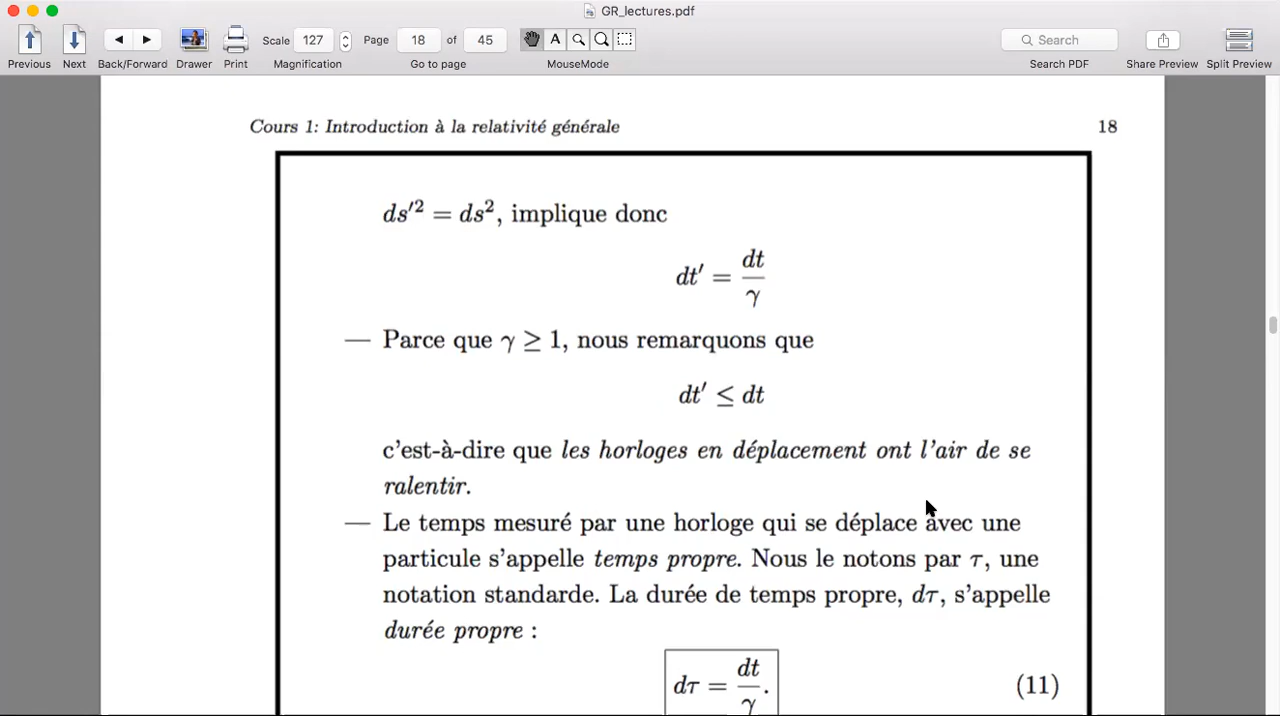 GR_lectures.pdf
Scale 127 Page 18 of 45 A Search
Previous Next Back/Forward Drawer Print Magnification Go to page MouseMode Search PDF Share Preview Split Preview
Cours 1: Introduction à la relativité générale 18
ds′² = ds², implique donc
dt′ = dt/γ
— Parce que γ ≥ 1, nous remarquons que
dt′ ≤ dt
c'est-à-dire que les horloges en déplacement ont l'air de se
ralentir.
— Le temps mesuré par une horloge qui se déplace avec une
particule s'appelle temps propre. Nous le notons par τ, une
notation standarde. La durée de temps propre, dτ, s'appelle
durée propre :
dτ = dt/γ. (11)